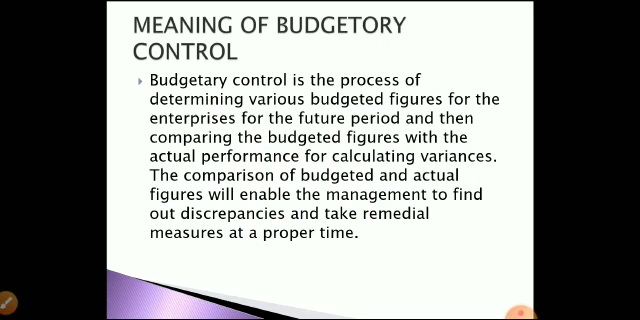 MEANING OF BUDGETORY
CONTROL
Budgetary control is the process of
determining various budgeted figures for the
enterprises for the future period and then
comparing the budgeted figures with the
actual performance for calculating variances.
The comparison of budgeted and actual
figures will enable the management to find
out discrepancies and take remedial
measures at a proper time.